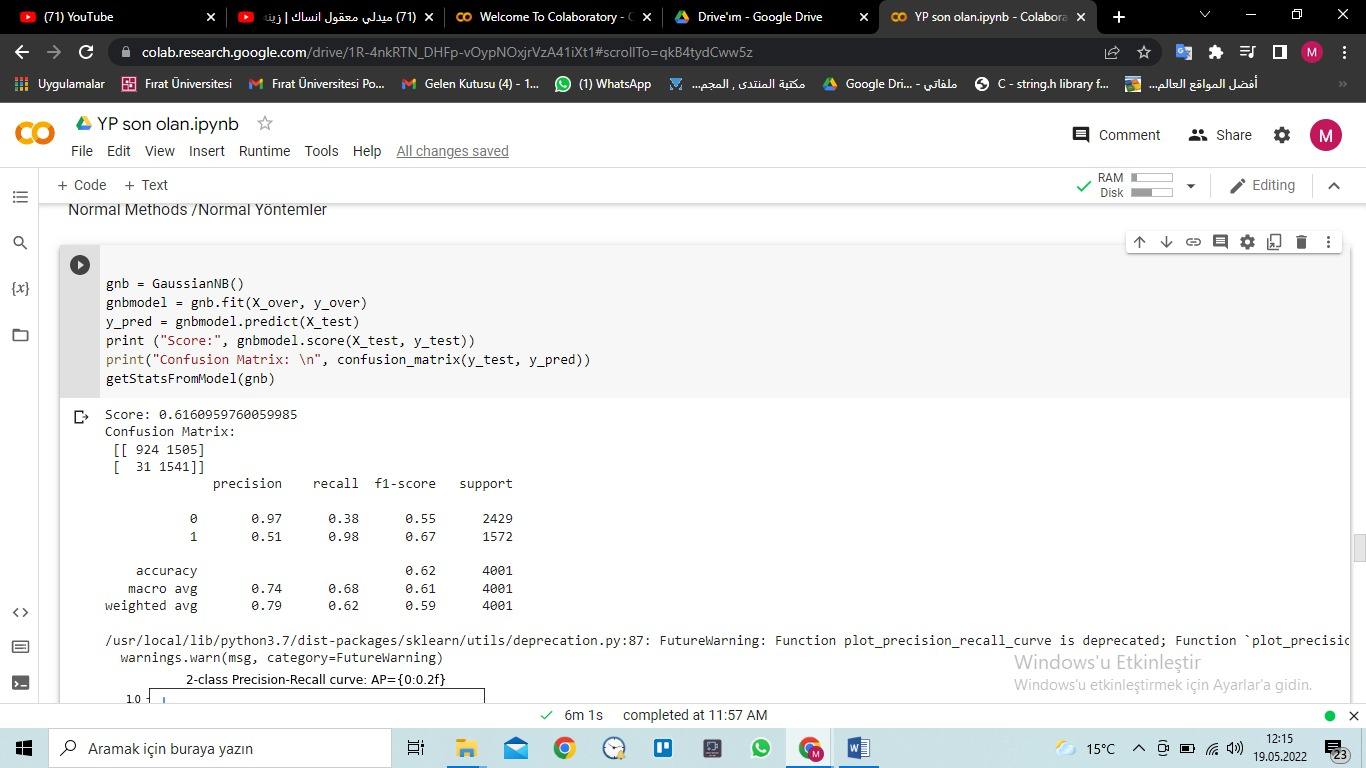 (71) YouTube
(71) ميدلي معقول انساك | زينة
Welcome To Colaboratory - C
Drive'ım - Google Drive
YP son olan.ipynb - Colabora
colab.research.google.com/drive/1R-4nkRTN_DHFp-vOypNOxjrVzA41iXt1#scrollTo=qkB4tydCww5z
M
Uygulamar
Fırat Üniversitesi
Fırat Üniversitesi Po...
Gelen Kutusu (4) - 1...
(1) WhatsApp
مكتبة المنتدى , المجم...
ملفاتي - Google Dri...
C - string.h library f...
أفضل المواقع العالم...
»
YP son olan.ipynb
File Edit View Insert Runtime Tools Help All changes saved
Comment Share M
+ Code + Text
RAM
Disk
Editing
Normal Methods /Normal Yöntemler
{x}
gnb = GaussianNB()
gnbmodel = gnb.fit(X_over, y_over)
y_pred = gnbmodel.predict(X_test)
print ("Score:", gnbmodel.score(X_test, y_test))
print("Confusion Matrix: \n", confusion_matrix(y_test, y_pred))
getStatsFromModel(gnb)
Score: 0.6160959760059985
Confusion Matrix:
[[ 924 1505]
[ 31 1541]]
precision recall f1-score support
0 0.97 0.38 0.55 2429
1 0.51 0.98 0.67 1572
accuracy 0.62 4001
macro avg 0.74 0.68 0.61 4001
weighted avg 0.79 0.62 0.59 4001
/usr/local/lib/python3.7/dist-packages/sklearn/utils/deprecation.py:87: FutureWarning: Function plot_precision_recall_curve is deprecated; Function `plot_precisic
warnings.warn(msg, category=FutureWarning)
Windows'u Etkinleştir
Windows'u etkinleştirmek için Ayarlar'a gidin.
2-class Precision-Recall curve: AP={0:0.2f}
1.0
6m 1s completed at 11:57 AM
Aramak için buraya yazın
15°C
12:15
19.05.2022
23